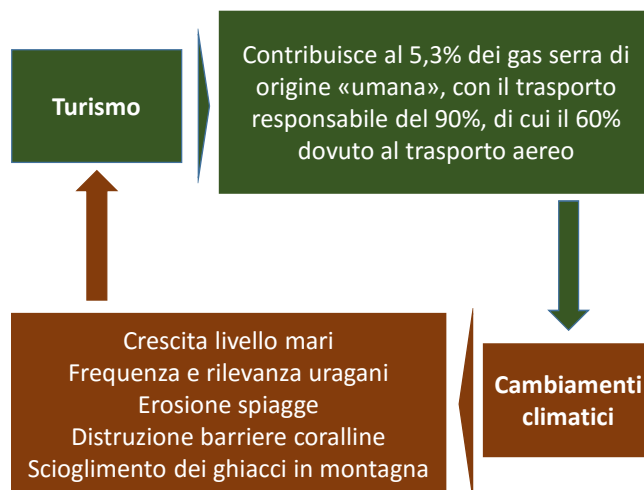 Turismo
Contribuisce al 5,3% dei gas serra di
origine «umana», con il trasporto
responsabile del 90%, di cui il 60%
dovuto al trasporto aereo
Cambiamenti
climatici
Crescita livello mari
Frequenza e rilevanza uragani
Erosione spiagge
Distruzione barriere coralline
Scioglimento dei ghiacci in montagna